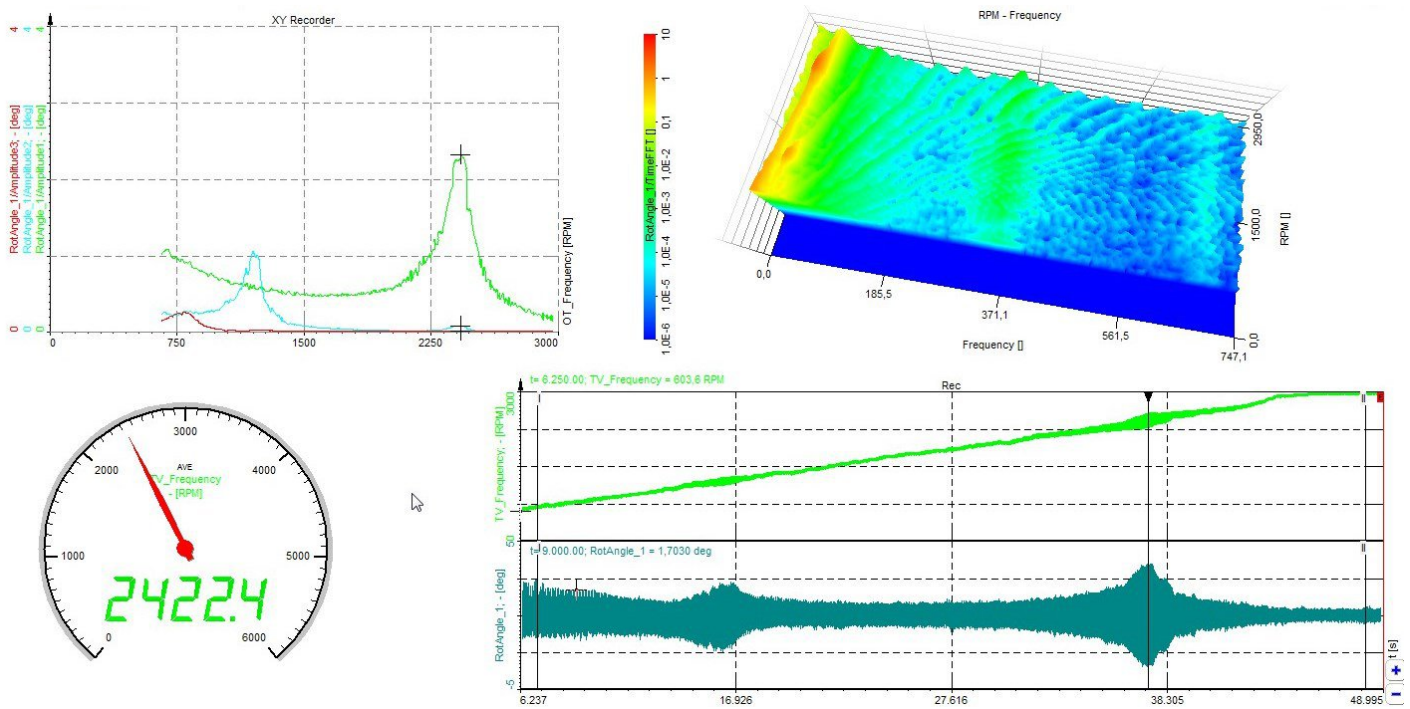 XY Recorder
4
4
4
RotAngle_1/Amplitude3; - [deg]
RotAngle_1/Amplitude2; - [deg]
RotAngle_1/Amplitude1; - [deg]
0
0
0
0
750
1500
2250
3000
OT_Frequency [RPM]
RPM - Frequency
10
1
0,1
1,0E-2
1,0E-3
1,0E-4
1,0E-5
1,0E-6
RotAngle_1/TimeFFT []
0,0
185,5
371,1
561,5
747,1
Frequency []
2950,0
1500,0
0,0
RPM []
0
1000
2000
3000
4000
5000
6000
AVE
TV_Frequency
- [RPM]
2422.4
Rec
t= 6.250.00; TV_Frequency = 603,6 RPM
3000
TV_Frequency; - [RPM]
50
t= 9.000.00; RotAngle_1 = 1,7030 deg
RotAngle_1; - [deg]
-5
6.237
16.926
27.616
38.305
48.995
t [s]